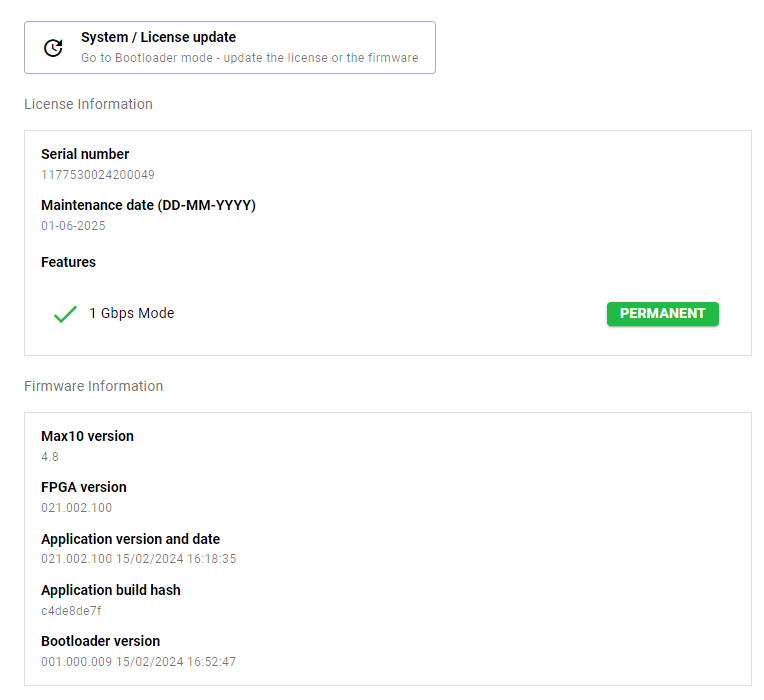 System / License update
Go to Bootloader mode - update the license or the firmware
License Information
Serial number
1177530024200049
Maintenance date (DD-MM-YYYY)
01-06-2025
Features
1 Gbps Mode
PERMANENT
Firmware Information
Max10 version
4.8
FPGA version
021.002.100
Application version and date
021.002.100 15/02/2024 16:18:35
Application build hash
c4de8de7f
Bootloader version
001.000.009 15/02/2024 16:52:47